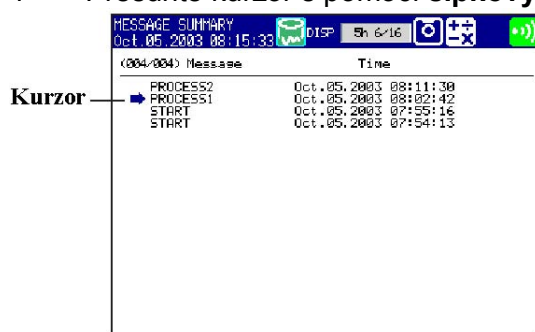 MESSAGE SUMMARY
Oct.05.2003 08:15:33 DISP 5h 6/16
(004/004) Message Time
PROCESS2 Oct.05.2003 08:11:30
Kurzor PROCESS1 Oct.05.2003 08:02:42
START Oct.05.2003 07:55:16
START Oct.05.2003 07:54:13